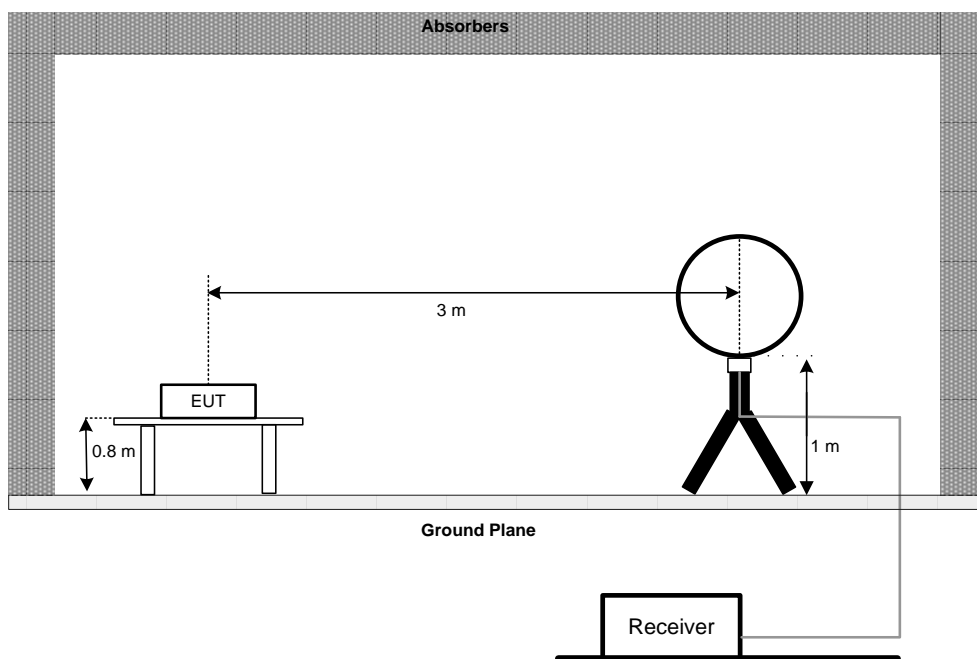 Absorbers
3 m
EUT
0.8 m
1 m
Ground Plane
Receiver